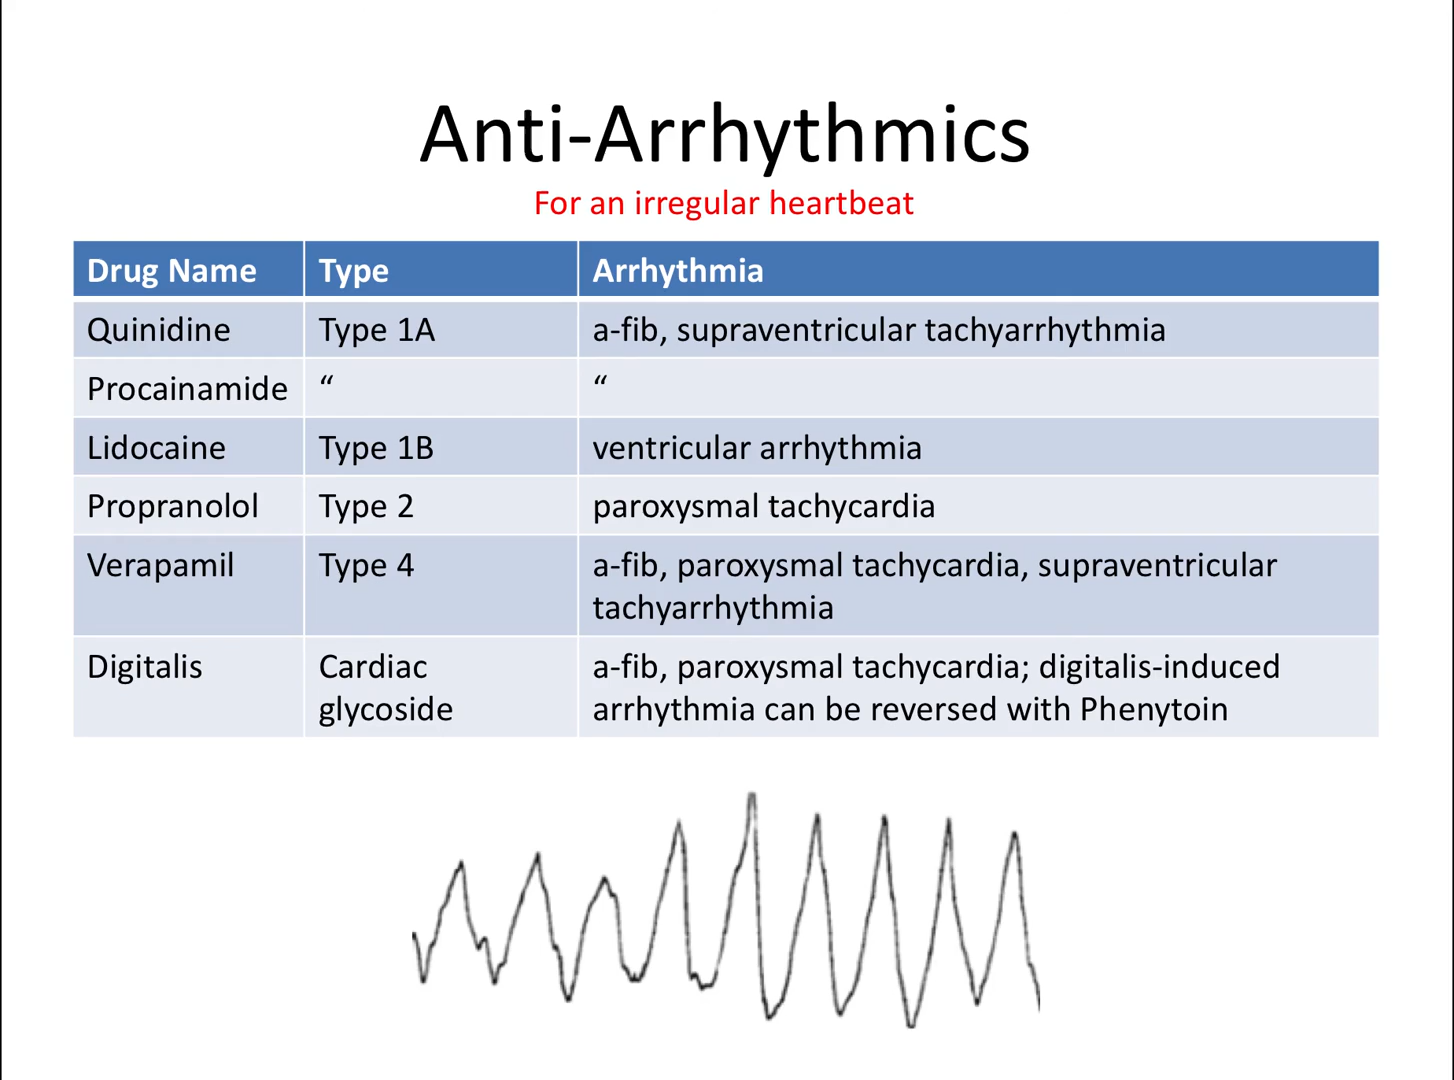 Anti-Arrhythmics
For an irregular heartbeat
Drug Name Type Arrhythmia
Quinidine Type 1A a-fib, supraventricular tachyarrhythmia
Procainamide “ “
Lidocaine Type 1B ventricular arrhythmia
Propranolol Type 2 paroxysmal tachycardia
Verapamil Type 4 a-fib, paroxysmal tachycardia, supraventricular
tachyarrhythmia
Digitalis Cardiac a-fib, paroxysmal tachycardia; digitalis-induced
glycoside arrhythmia can be reversed with Phenytoin